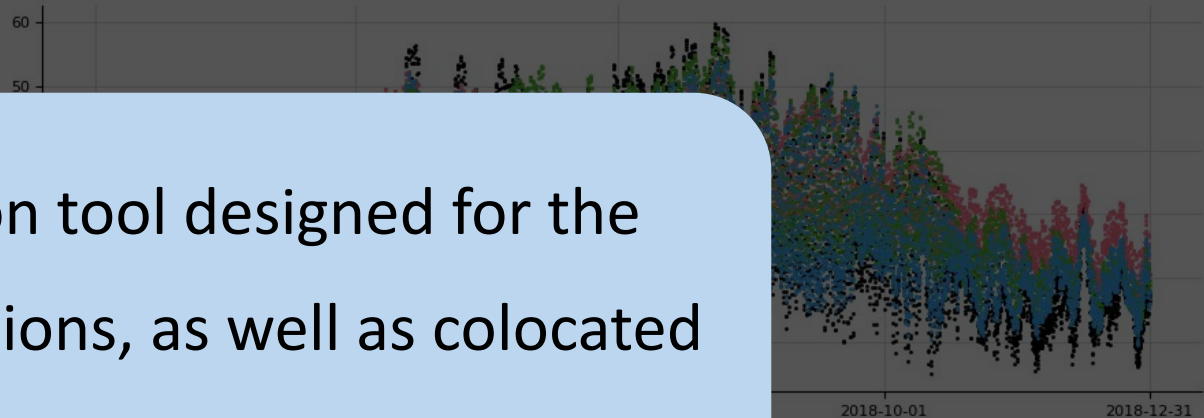 60
50
on tool designed for the
ions, as well as colocated
2018-10-01
2018-12-31